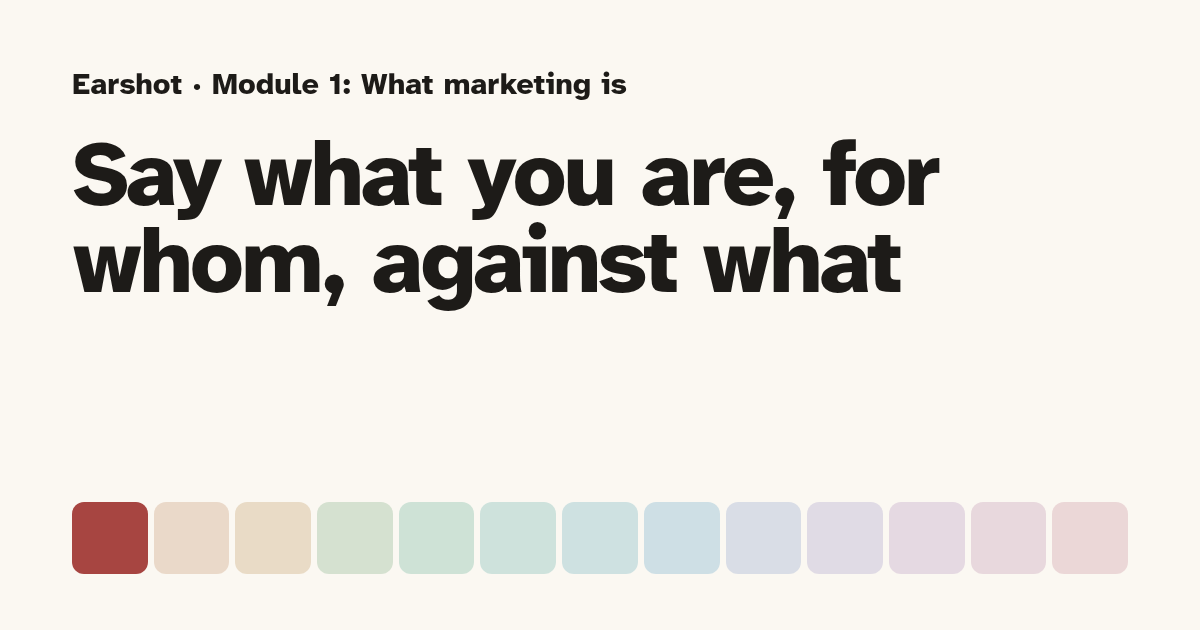 Earshot · Module 1: What marketing is
Say what you are, for
whom, against what